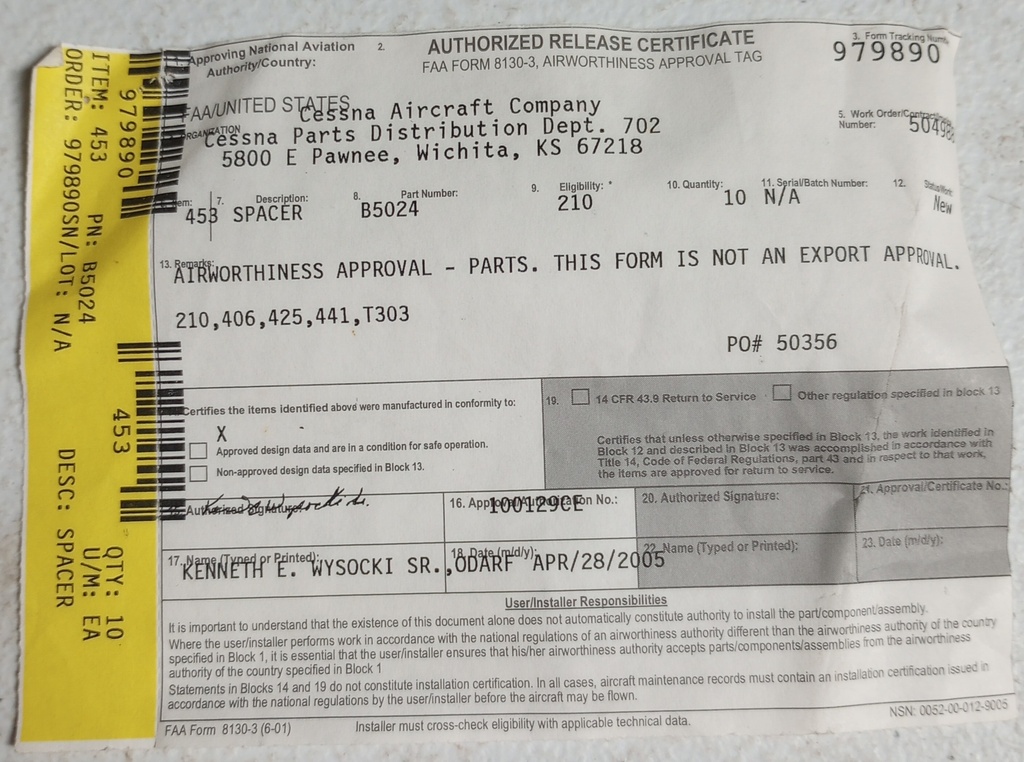 ITEM: 453 PN: B5024 DESC: SPACER QTY: 10
ORDER: 979890SN/LOT: N/A U/M: EA
979890
453
1. Approving National Aviation Authority/Country:
2.
AUTHORIZED RELEASE CERTIFICATE
FAA FORM 8130-3, AIRWORTHINESS APPROVAL TAG
3. Form Tracking
979890
FAA/UNITED STATES
Cessna Aircraft Company
Cessna Parts Distribution Dept. 702
5800 E Pawnee, Wichita, KS 67218
5. Work Order/Contract
Number:
7. Description:
8. Part Number:
9. Eligibility: *
10. Quantity:
11. Serial/Batch Number:
12.
453 SPACER B5024 210 10 N/A New
13. Remarks:
AIRWORTHINESS APPROVAL - PARTS. THIS FORM IS NOT AN EXPORT APPROVAL.
210,406,425,441,T303
PO# 50356
Certifies the items identified above were manufactured in conformity to:
X
Approved design data and are in a condition for safe operation.
Non-approved design data specified in Block 13.
19. 14 CFR 43.9 Return to Service Other regulation specified in block 13
Certifies that unless otherwise specified in Block 13, the work identified in
Block 12 and described in Block 13 was accomplished in accordance with
Title 14, Code of Federal Regulations, part 43 and in respect to that work,
the items are approved for return to service.
15. Authorized Signature:
16. Approval/Authorization No.:
100129CE
20. Authorized Signature:
21. Approval/Certificate No.:
17. Name (Typed or Printed):
18. Date (m/d/y):
KENNETH E. WYSOCKI SR.,ODARF APR/28/2005
22. Name (Typed or Printed):
23. Date (m/d/y):
User/Installer Responsibilities
It is important to understand that the existence of this document alone does not automatically constitute authority to install the part/component/assembly.
Where the user/installer performs work in accordance with the national regulations of an airworthiness authority different than the airworthiness authority of the country
specified in Block 1, it is essential that the user/installer ensures that his/her airworthiness authority accepts parts/components/assemblies from the airworthiness
authority of the country specified in Block 1
Statements in Blocks 14 and 19 do not constitute installation certification. In all cases, aircraft maintenance records must contain an installation certification issued in
accordance with the national regulations by the user/installer before the aircraft may be flown.
FAA Form 8130-3 (6-01)
Installer must cross-check eligibility with applicable technical data.
NSN: 0052-00-012-9005